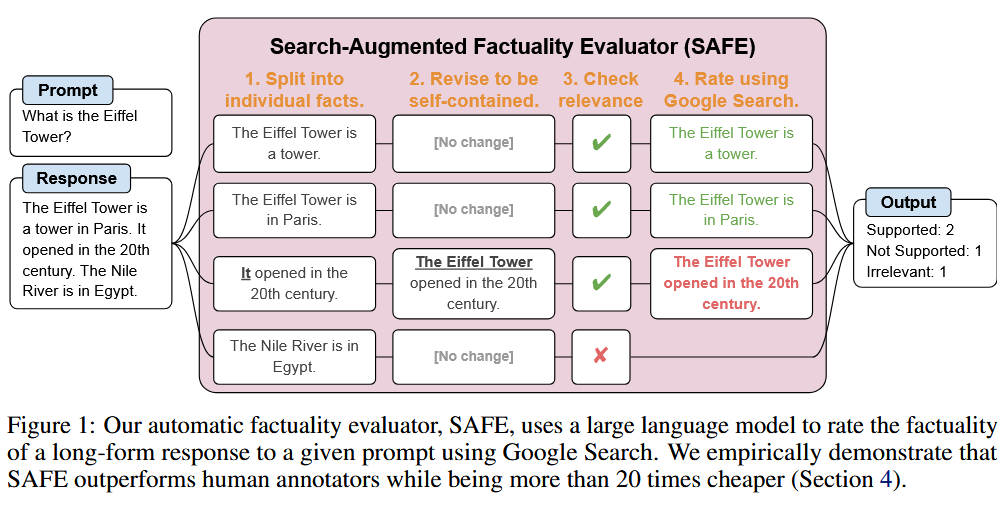 Search-Augmented Factuality Evaluator (SAFE)
1. Split into
individual facts.
2. Revise to be
self-contained.
3. Check
relevance
4. Rate using
Google Search.
Prompt
What is the Eiffel
Tower?
Response
The Eiffel Tower is
a tower in Paris. It
opened in the 20th
century. The Nile
River is in Egypt.
The Eiffel Tower is
a tower.
[No change]
✔
The Eiffel Tower is
a tower.
The Eiffel Tower is
in Paris.
[No change]
✔
The Eiffel Tower is
in Paris.
It opened in the
20th century.
The Eiffel Tower
opened in the 20th
century.
✔
The Eiffel Tower
opened in the 20th
century.
The Nile River is in
Egypt.
[No change]
✘
Output
Supported: 2
Not Supported: 1
Irrelevant: 1
Figure 1: Our automatic factuality evaluator, SAFE, uses a large language model to rate the factuality
of a long-form response to a given prompt using Google Search. We empirically demonstrate that
SAFE outperforms human annotators while being more than 20 times cheaper (Section 4).